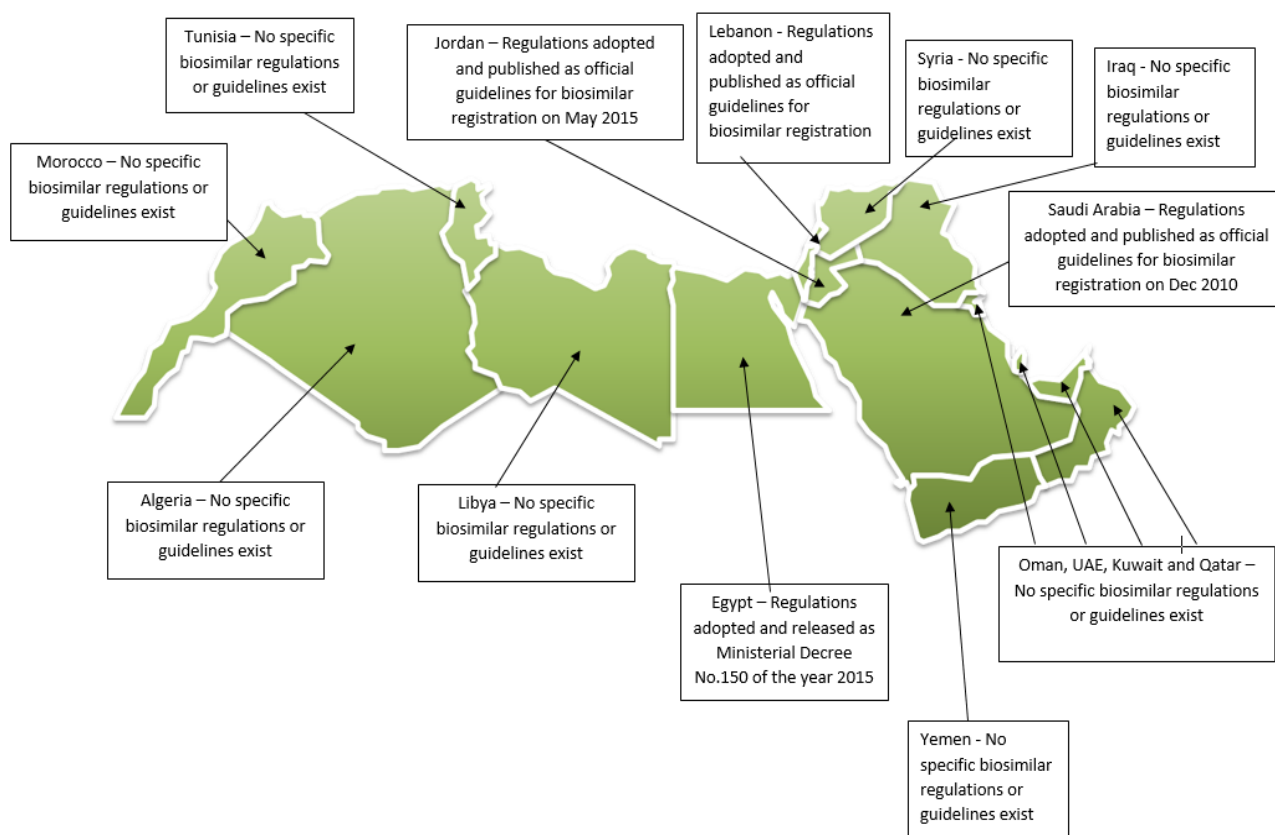 Tunisia – No specific
biosimilar regulations
or guidelines exist
Jordan – Regulations adopted
and published as official
guidelines for biosimilar
registration on May 2015
Lebanon - Regulations
adopted and
published as official
guidelines for
biosimilar registration
Syria - No specific
biosimilar
regulations or
guidelines exist
Iraq - No specific
biosimilar
regulations or
guidelines exist
Morocco – No specific
biosimilar regulations or
guidelines exist
Saudi Arabia – Regulations
adopted and published as official
guidelines for biosimilar
registration on Dec 2010
Algeria – No specific
biosimilar regulations or
guidelines exist
Libya – No specific
biosimilar regulations or
guidelines exist
Egypt – Regulations
adopted and released as
Ministerial Decree
No.150 of the year 2015
Oman, UAE, Kuwait and Qatar –
No specific biosimilar regulations
or guidelines exist
Yemen - No
specific biosimilar
regulations or
guidelines exist